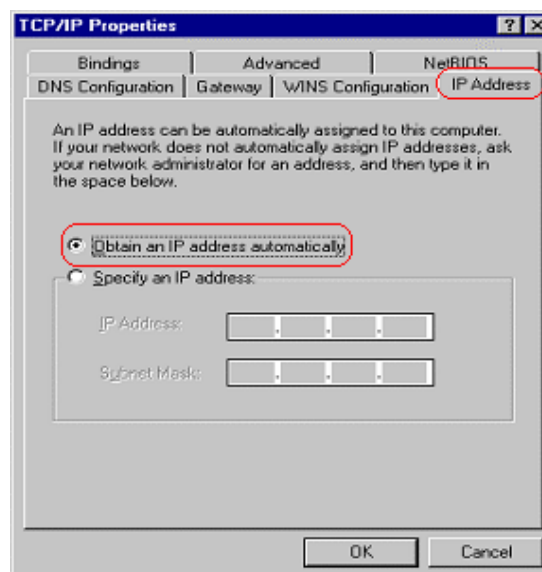 TCP/IP Properties
Bindings Advanced NetBIOS
DNS Configuration Gateway WINS Configuration IP Address
An IP address can be automatically assigned to this computer.
If your network does not automatically assign IP addresses, ask
your network administrator for an address, and then type it in
the space below.
Obtain an IP address automatically
Specify an IP address:
IP Address:
Subnet Mask:
OK Cancel